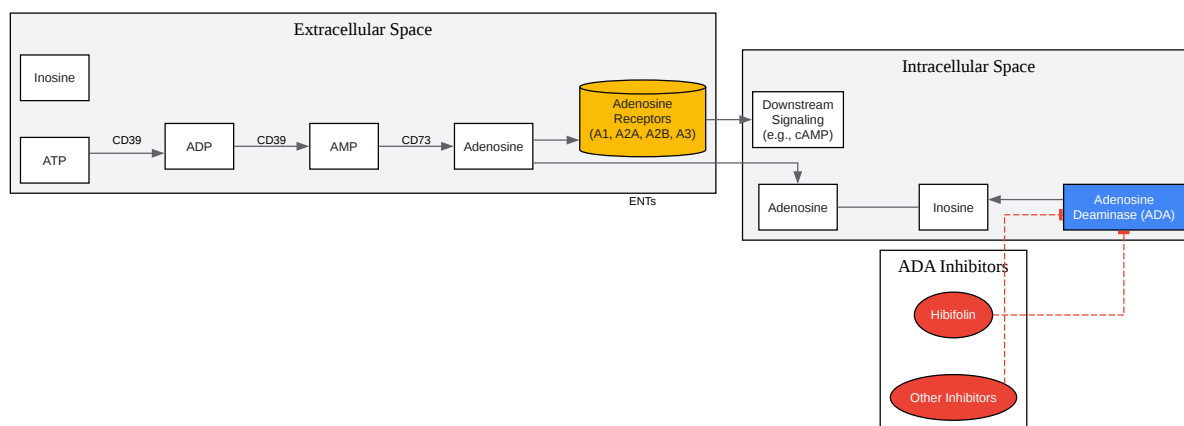 Extracellular Space
Inosine
ATP
CD39
ADP
CD39
AMP
CD73
Adenosine
Adenosine
Receptors
(A1, A2A, A2B, A3)
ENTs
Intracellular Space
Downstream
Signaling
(e.g., cAMP)
Adenosine
Inosine
Adenosine
Deaminase (ADA)
ADA Inhibitors
Hibifolin
Other Inhibitors